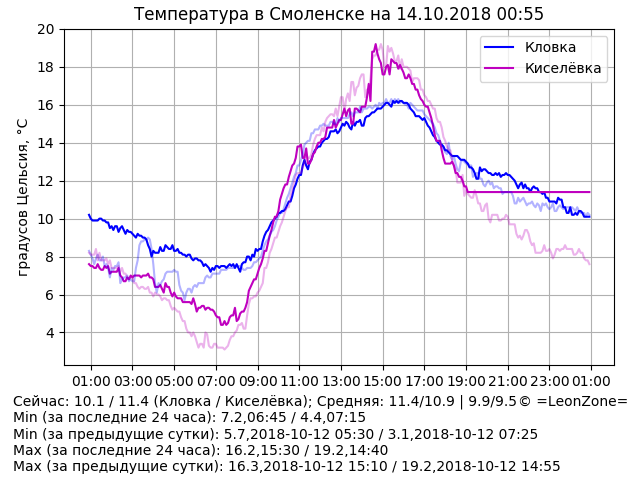 Температура в Смоленске на 14.10.2018 00:55
20
18
16
14
12
10
8
6
4
градусов Цельсия, °C
Кловка
Киселёвка
01:00 03:00 05:00 07:00 09:00 11:00 13:00 15:00 17:00 19:00 21:00 23:00 01:00
Сейчас: 10.1 / 11.4 (Кловка / Киселёвка); Средняя: 11.4/10.9 | 9.9/9.5© =LeonZone=
Min (за последние 24 часа): 7.2,06:45 / 4.4,07:15
Min (за предыдущие сутки): 5.7,2018-10-12 05:30 / 3.1,2018-10-12 07:25
Max (за последние 24 часа): 16.2,15:30 / 19.2,14:40
Max (за предыдущие сутки): 16.3,2018-10-12 15:10 / 19.2,2018-10-12 14:55